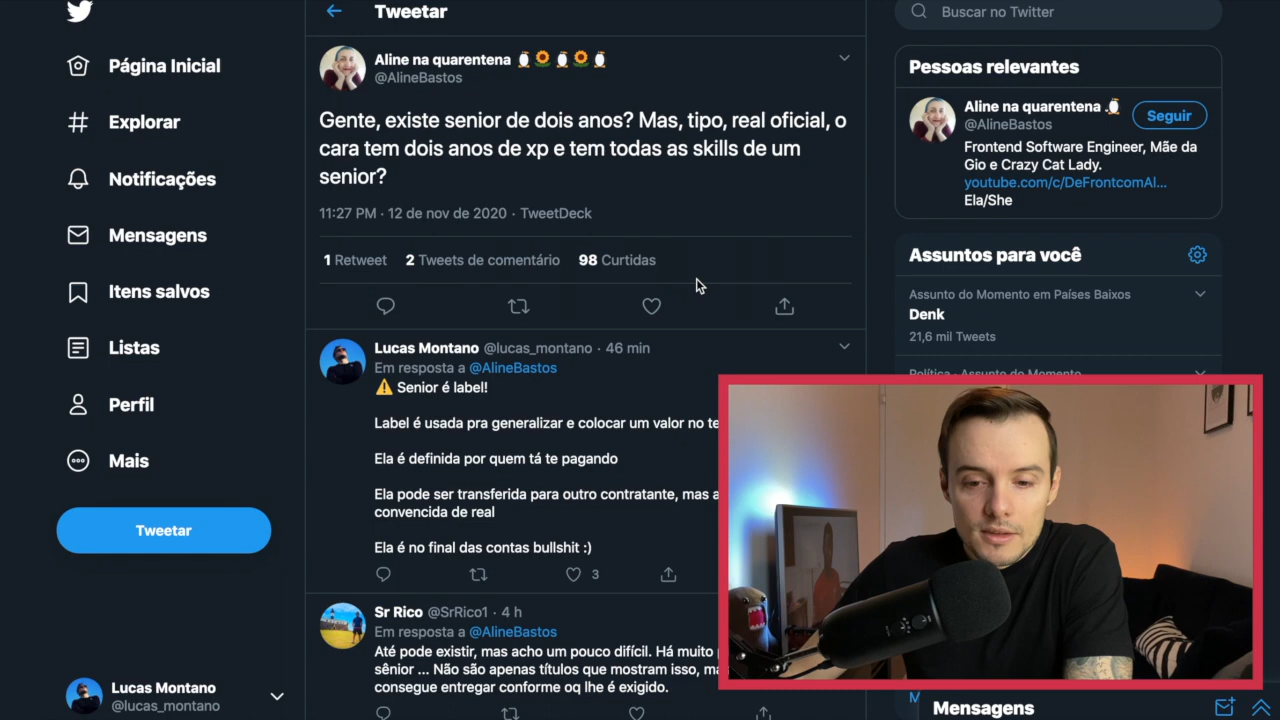 Página Inicial
Explorar
Notificações
Mensagens
Itens salvos
Listas
Perfil
Mais
Tweetar
Lucas Montano
@lucas_montano
Tweetar
Aline na quarentena 🐧🌻🐧🌻🐧
@AlineBastos
Gente, existe senior de dois anos? Mas, tipo, real oficial, o
cara tem dois anos de xp e tem todas as skills de um
senior?
11:27 PM · 12 de nov de 2020 · TweetDeck
1 Retweet 2 Tweets de comentário 98 Curtidas
Lucas Montano @lucas_montano · 46 min
Em resposta a @AlineBastos
⚠️ Senior é label!
Label é usada pra generalizar e colocar um valor no
Ela é definida por quem tá te pagando
Ela pode ser transferida para outro contratante, mas
convencida de real
Ela é no final das contas bullshit :)
3
Sr Rico @SrRico1 · 4 h
Em resposta a @AlineBastos
Até pode existir, mas acho um pouco difícil. Há muito
sênior ... Não são apenas títulos que mostram isso,
consegue entregar conforme oq lhe é exigido.
Buscar no Twitter
Pessoas relevantes
Aline na quarentena .🐧
@AlineBastos
Seguir
Frontend Software Engineer, Mãe da
Gio e Crazy Cat Lady.
youtube.com/c/DeFrontcomAl...
Ela/She
Assuntos para você
Assunto do Momento em Países Baixos
Denk
21,6 mil Tweets
Política · Assunto do Momento
Mensagens